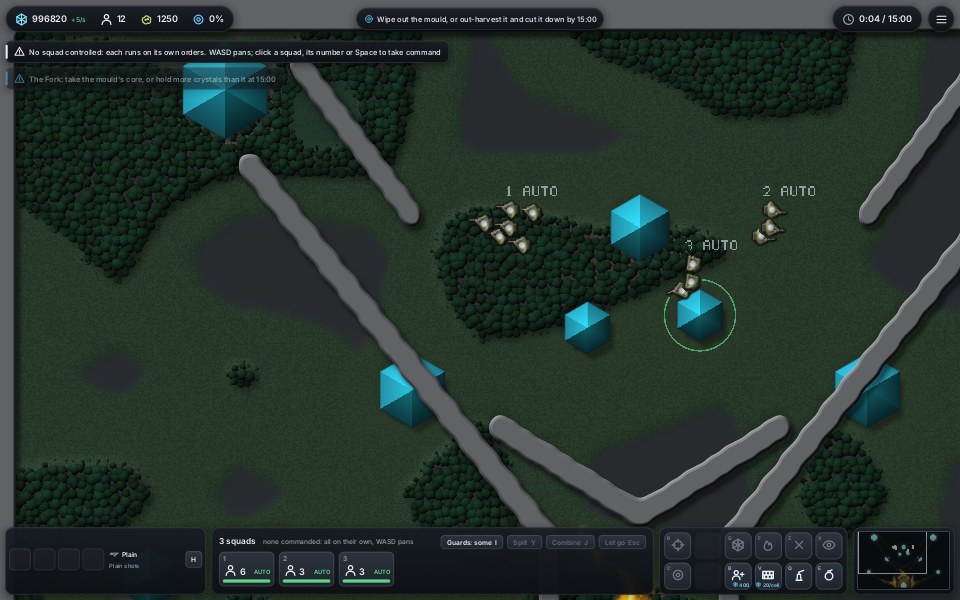 996820 +5/s 12 1250 0%
Wipe out the mould, or out-harvest it and cut it down by 15:00
0:04 / 15:00
No squad controlled: each runs on its own orders. WASD pans; click a squad, its number or Space to take command
The Fork: take the mould's core, or hold more crystals than it at 15:00
1 AUTO
2 AUTO
3 AUTO
Plain
Plain shots
H
3 squads none commanded: all on their own, WASD pans
Guards: some I
Split Y
Combine J
Let go Esc
1 6 AUTO
2 3 AUTO
3 3 AUTO
400
20/cell